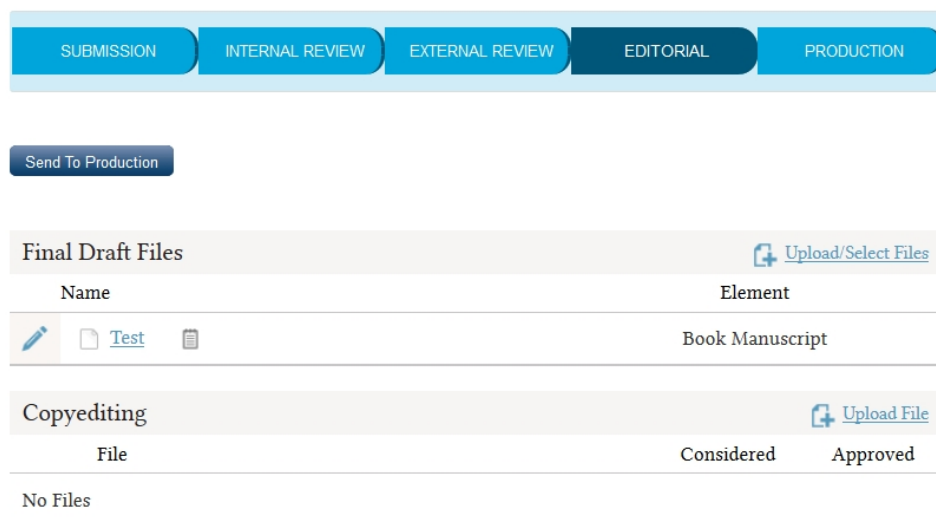 SUBMISSION INTERNAL REVIEW EXTERNAL REVIEW EDITORIAL PRODUCTION
Send To Production
Final Draft Files Upload/Select Files
Name Element
Test Book Manuscript
Copyediting Upload File
File Considered Approved
No Files